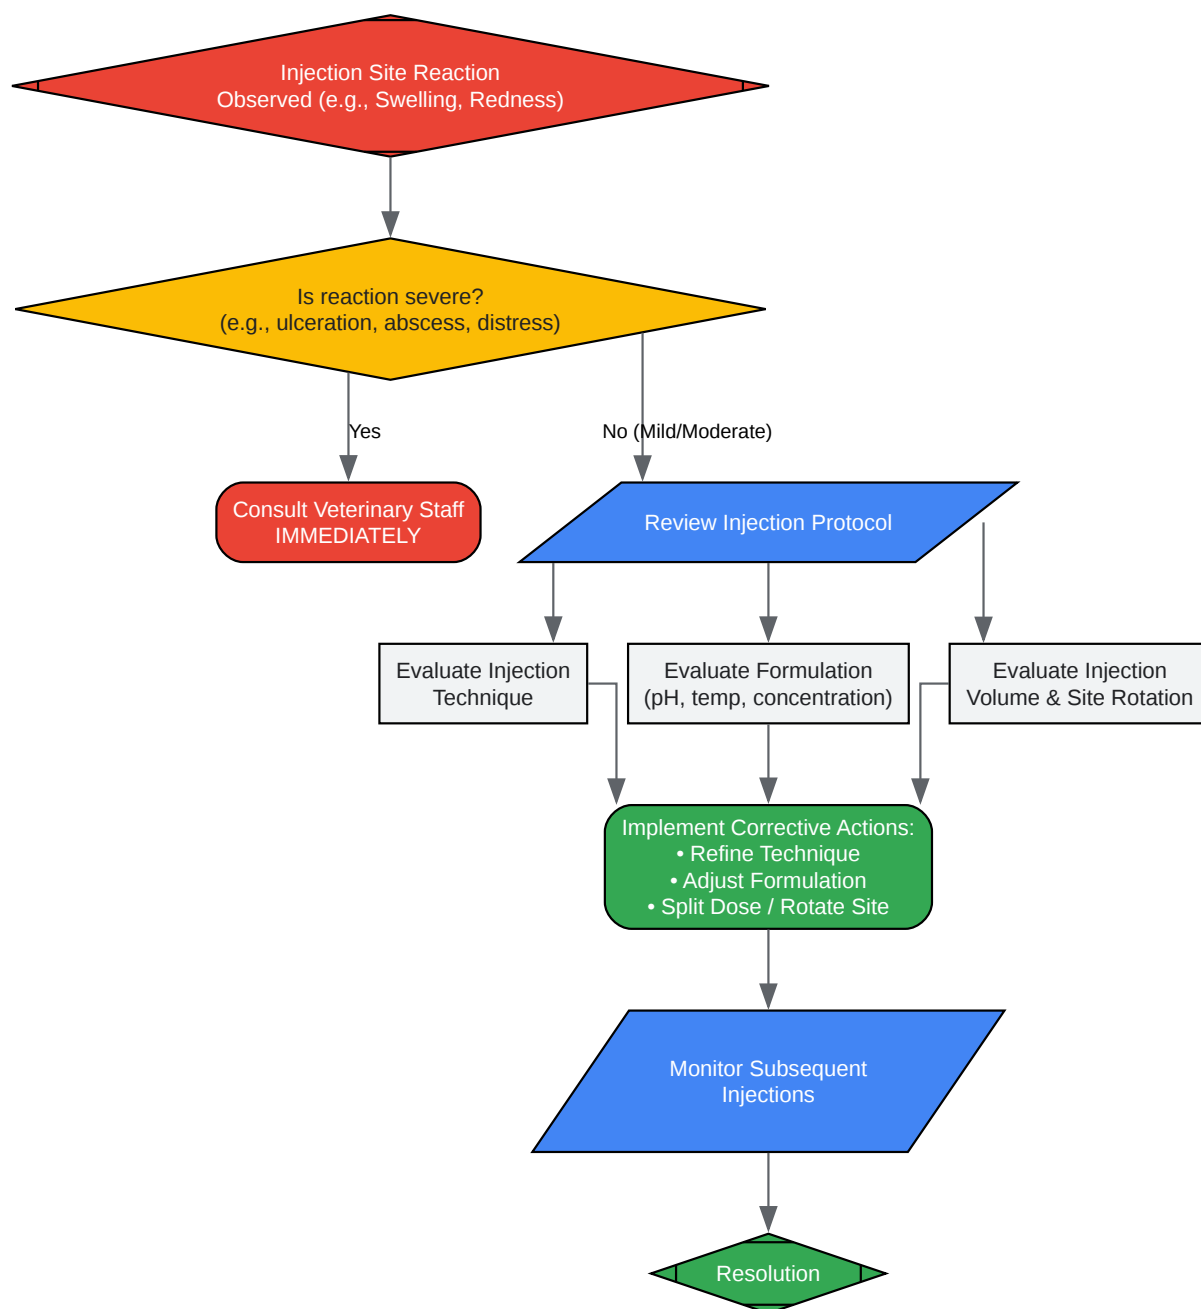 Injection Site Reaction
Observed (e.g., Swelling, Redness)
Is reaction severe?
(e.g., ulceration, abscess, distress)
Yes
No (Mild/Moderate)
Consult Veterinary Staff
IMMEDIATELY
Review Injection Protocol
Evaluate Injection
Technique
Evaluate Formulation
(pH, temp, concentration)
Evaluate Injection
Volume & Site Rotation
Implement Corrective Actions:
• Refine Technique
• Adjust Formulation
• Split Dose / Rotate Site
Monitor Subsequent
Injections
Resolution